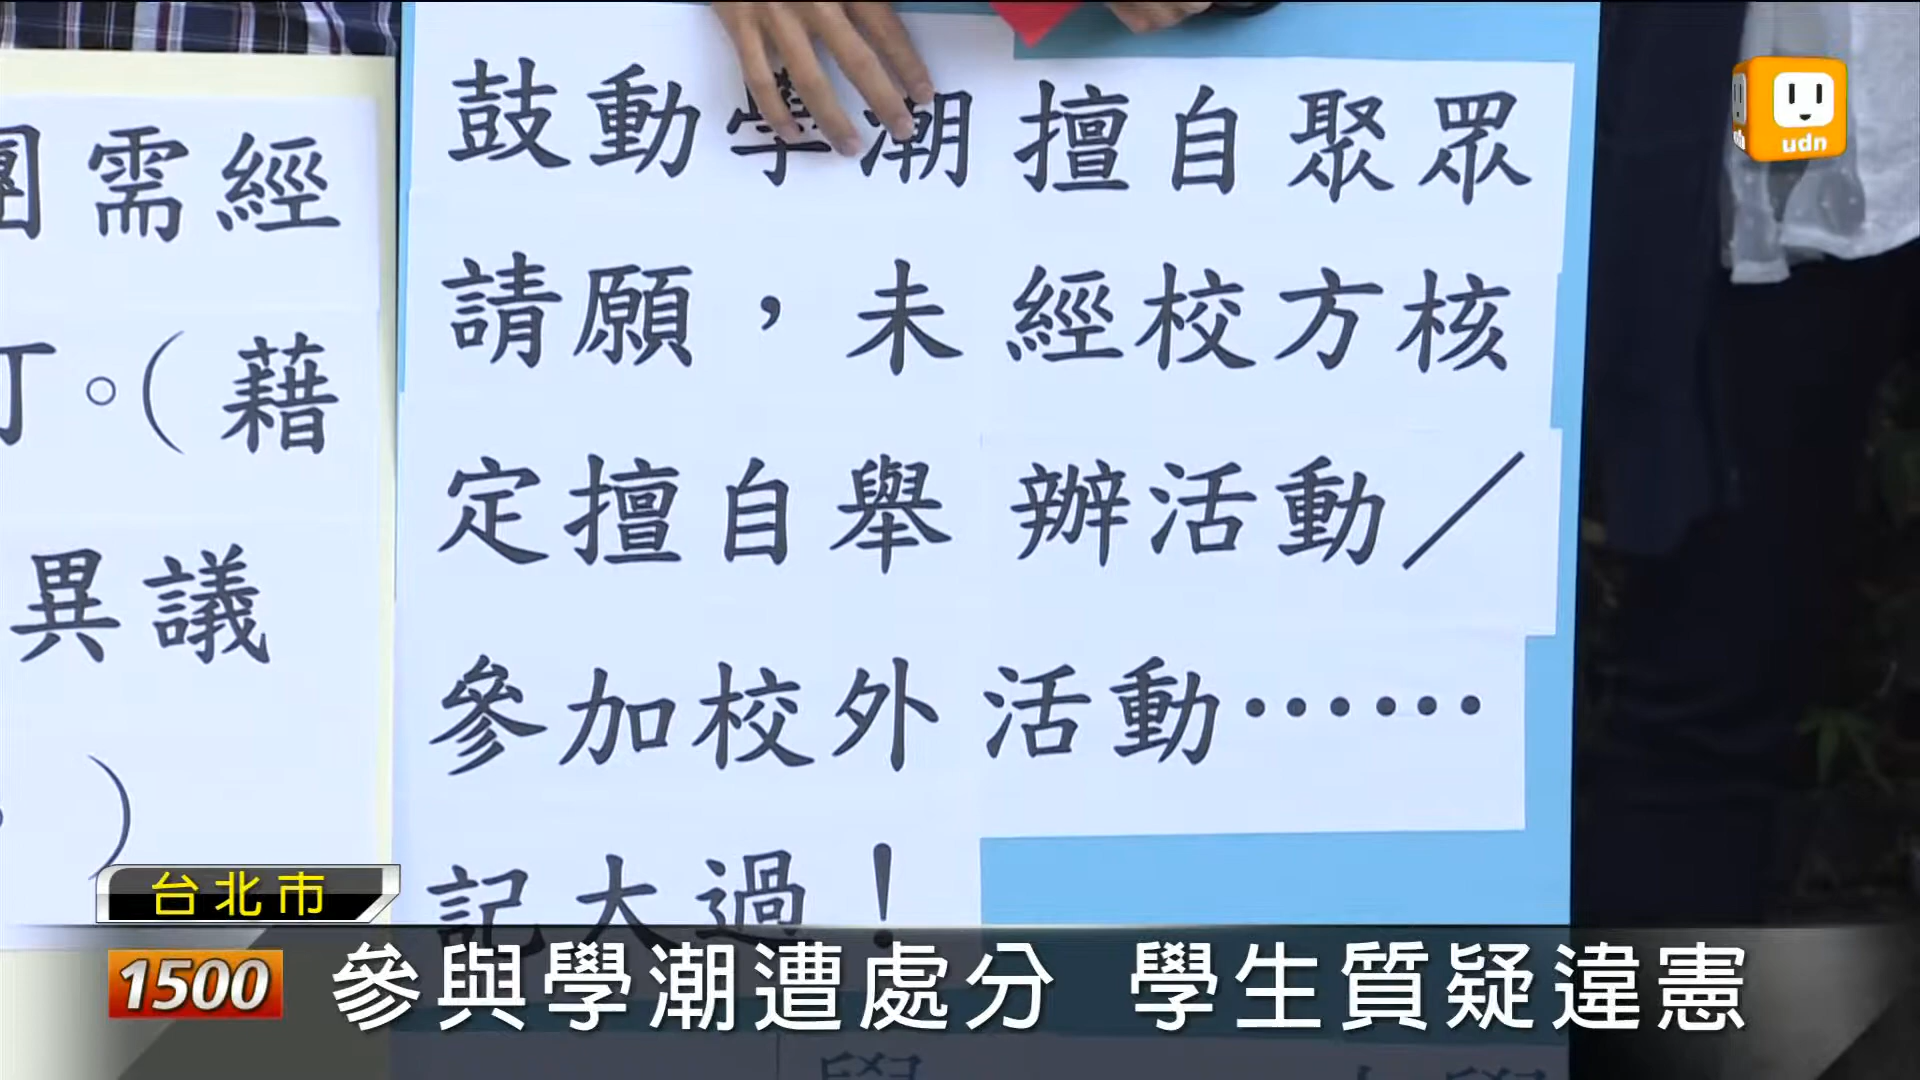 團需經
。(藉
異議
)
鼓動學潮擅自聚眾
請願，未經校方核
定擅自舉辦活動／
參加校外活動……
記大過！
udn
台北市
1500
參與學潮遭處分 學生質疑違憲